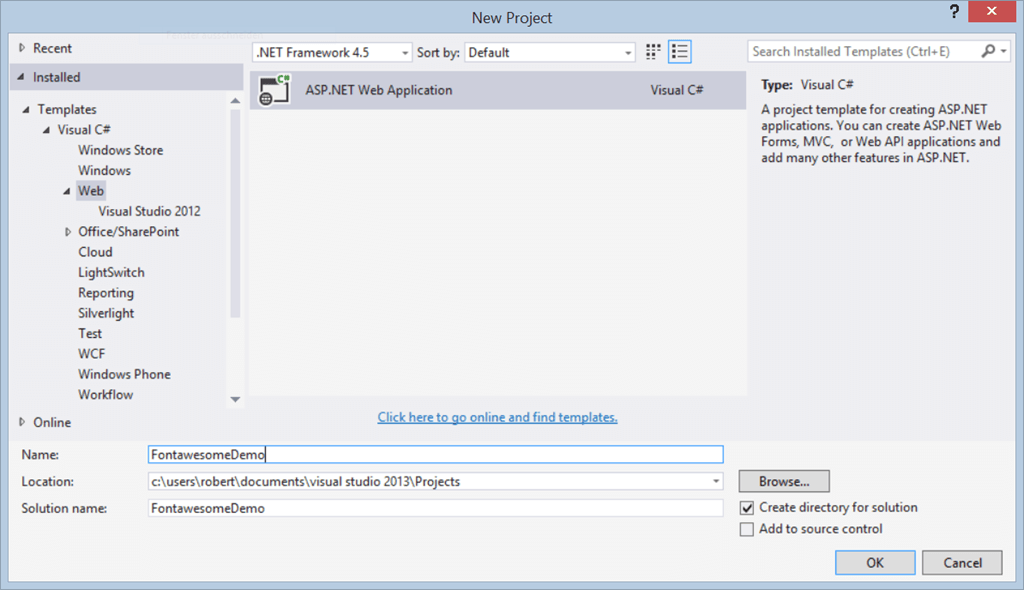 New Project
?
Recent
.NET Framework 4.5
Sort by:
Default
Search Installed Templates (Ctrl+E)
Installed
Templates
Visual C#
Windows Store
Windows
Web
Visual Studio 2012
Office/SharePoint
Cloud
LightSwitch
Reporting
Silverlight
Test
WCF
Windows Phone
Workflow
Online
C#
ASP.NET Web Application
Visual C#
Type: Visual C#
A project template for creating ASP.NET
applications. You can create ASP.NET Web
Forms, MVC, or Web API applications and
add many other features in ASP.NET.
Click here to go online and find templates.
Name:
FontawesomeDemo
Location:
c:\users\robert\documents\visual studio 2013\Projects
Browse...
Solution name:
FontawesomeDemo
Create directory for solution
Add to source control
OK
Cancel